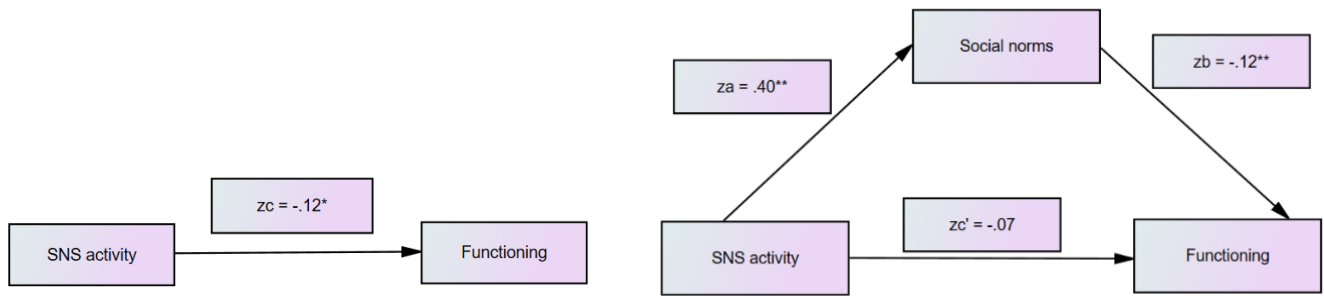 zc = -.12*
SNS activity
Functioning
Social norms
za = .40**
zb = -.12**
zc' = -.07
SNS activity
Functioning